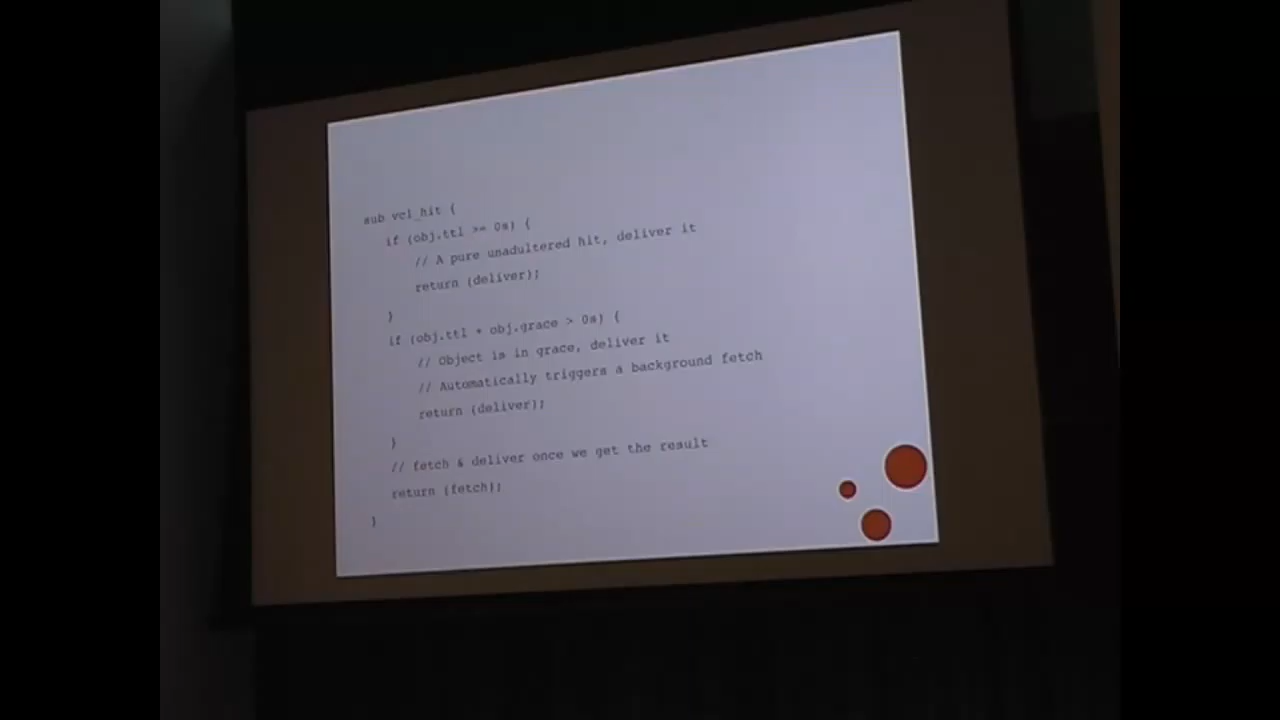 sub vcl_hit {
if (obj.ttl >= 0s) {
// A pure unadultered hit, deliver it
return (deliver);
}
if (obj.ttl + obj.grace > 0s) {
// Object is in grace, deliver it
// Automatically triggers a background fetch
return (deliver);
}
// fetch & deliver once we get the result
return (fetch);
}